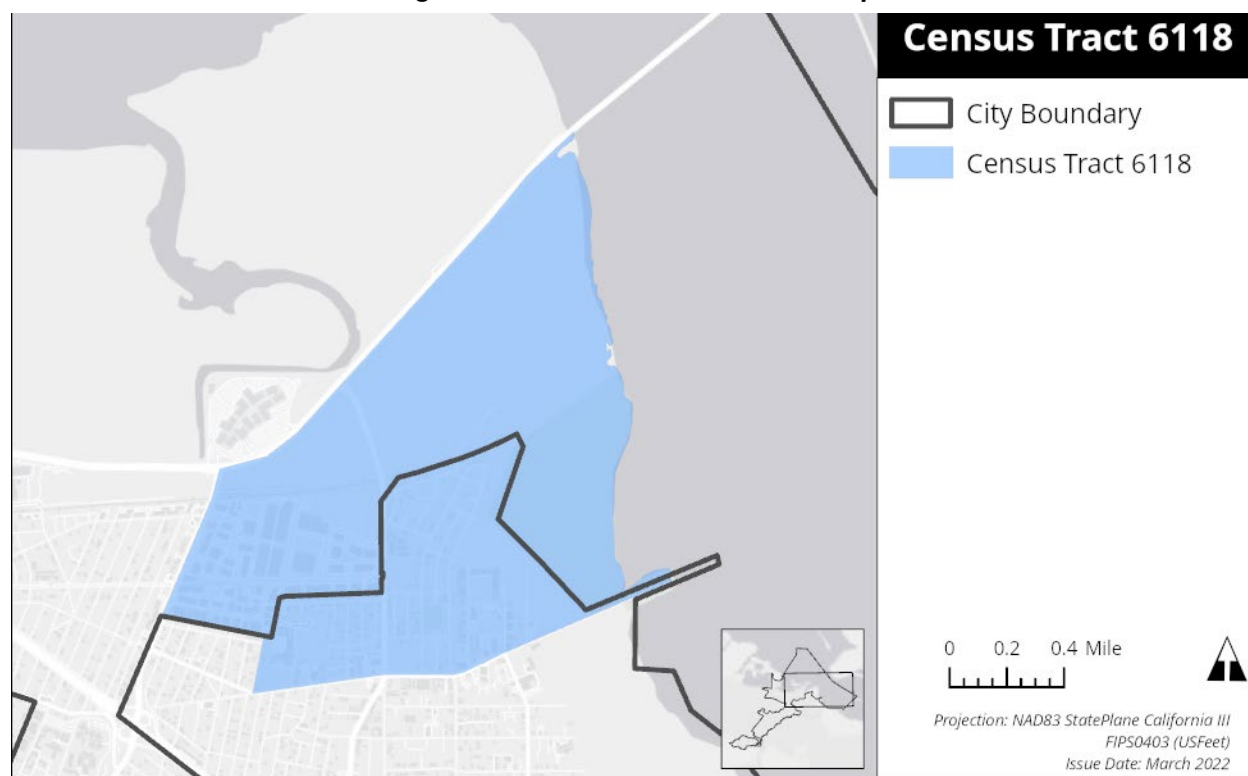 Census Tract 6118
City Boundary
Census Tract 6118
0 0.2 0.4 Mile
Projection: NAD83 StatePlane California III
FIPS0403 (USFeet)
Issue Date: March 2022